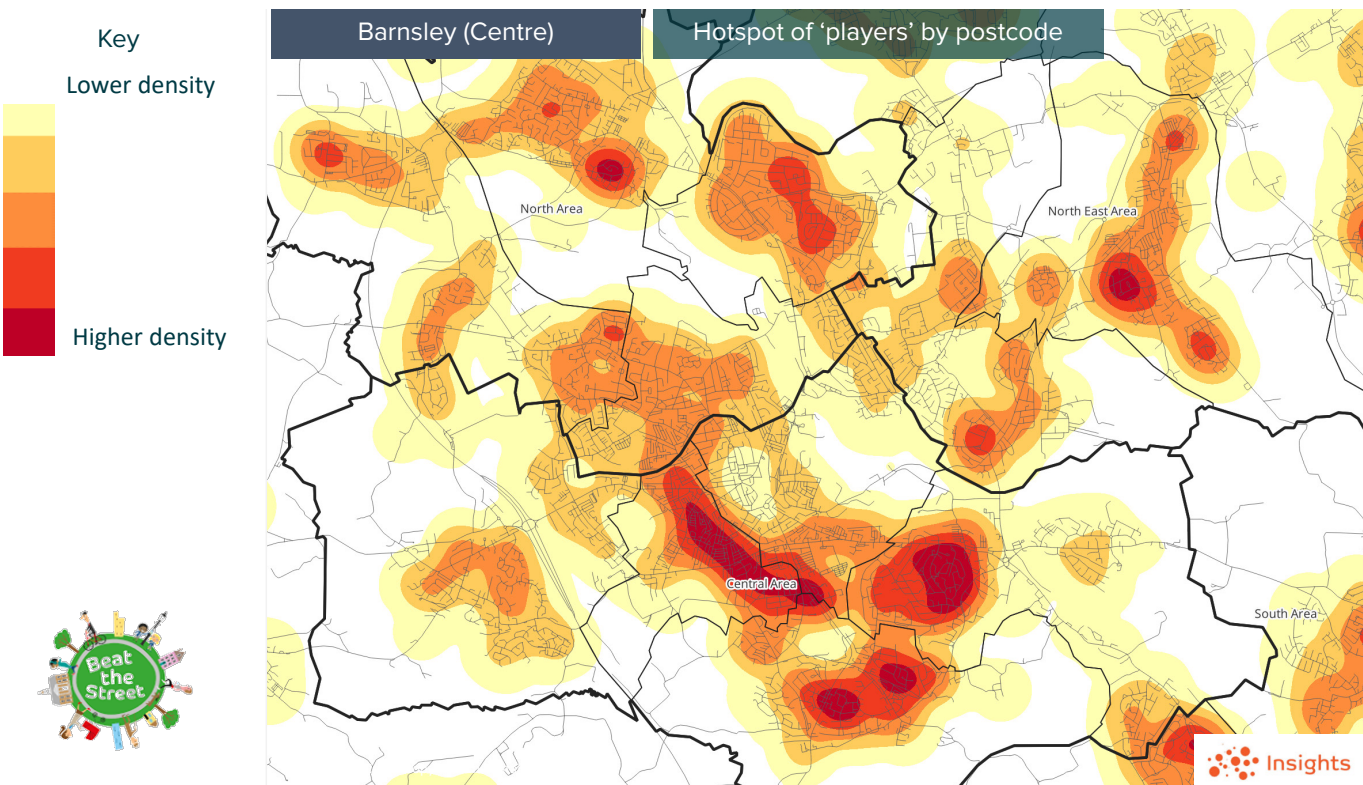 Key
Lower density
Higher density
Barnsley (Centre)
Hotspot of ‘players’ by postcode
North Area
North East Area
Central Area
South Area
Beat
the
Street
Insights